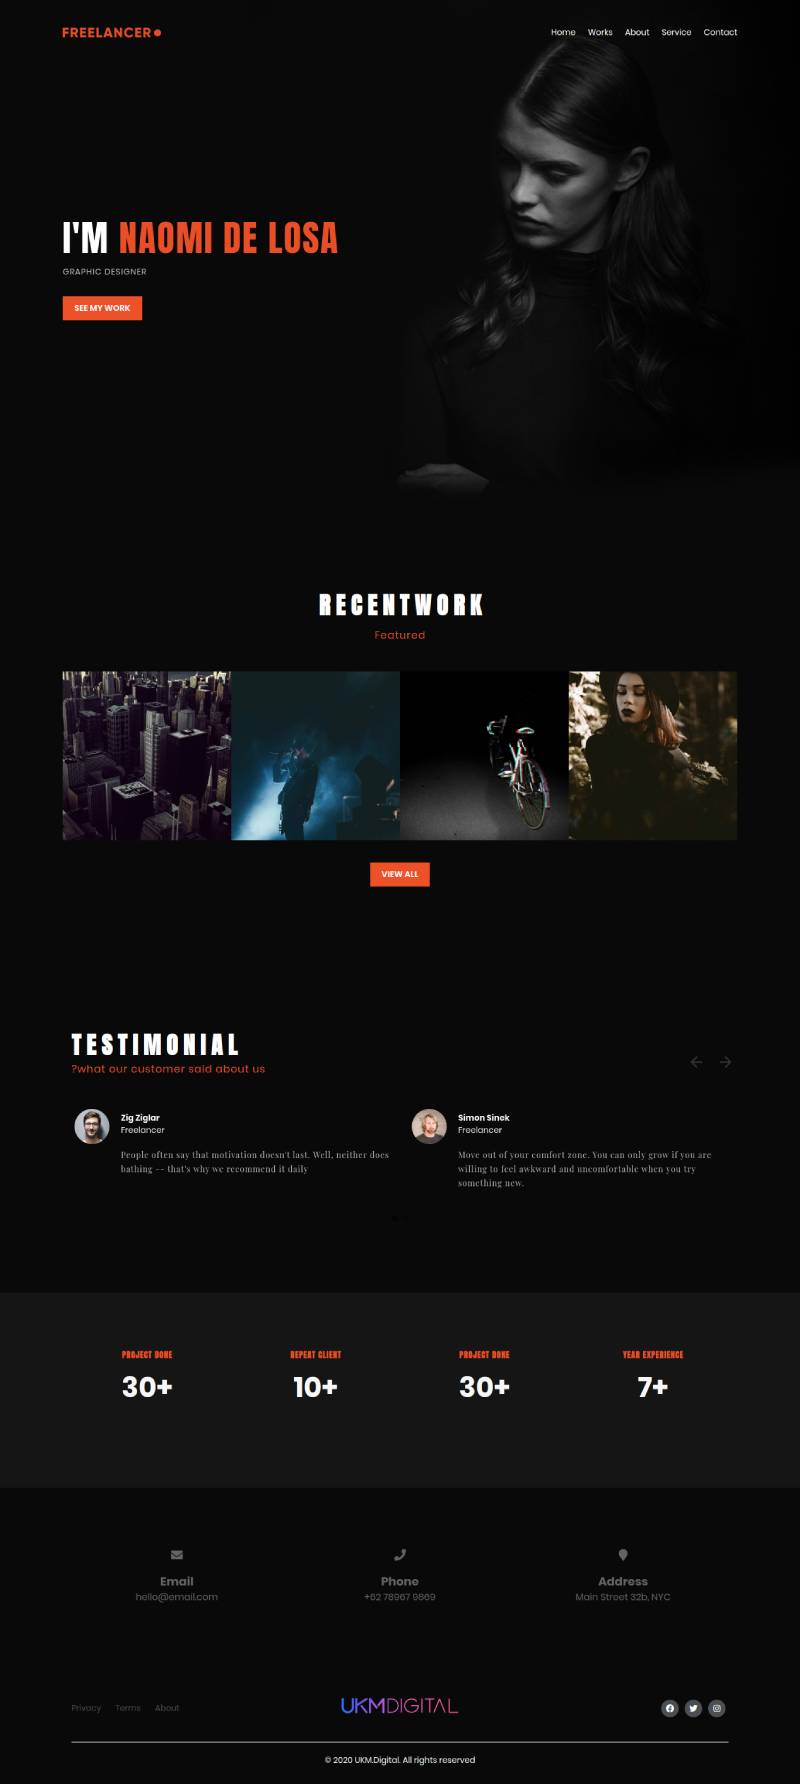 FREELANCER
Home Works About Service Contact
I'M NAOMI DE LOSA
GRAPHIC DESIGNER
SEE MY WORK
RECENTWORK
Featured
VIEW ALL
TESTIMONIAL
?what our customer said about us
Zig Ziglar
Freelancer
People often say that motivation doesn't last. Well, neither does
bathing -- that's why we recommend it daily
Simon Sinek
Freelancer
Move out of your comfort zone. You can only grow if you are
willing to feel awkward and uncomfortable when you try
something new.
PROJECT DONE
30+
REPEAT CLIENT
10+
PROJECT DONE
30+
YEAR EXPERIENCE
7+
Email
hello@email.com
Phone
+62 78967 9869
Address
Main Street 32b, NYC
Privacy Terms About
UKMDIGITAL
© 2020 UKM.Digital. All rights reserved